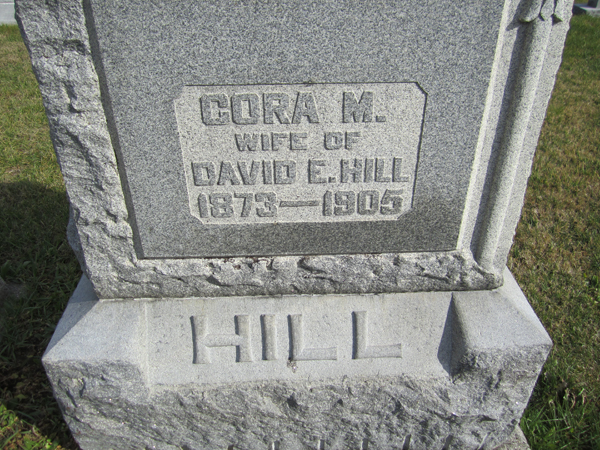 CORA M.
WIFE OF
DAVID E. HILL
1873—1905
HILL